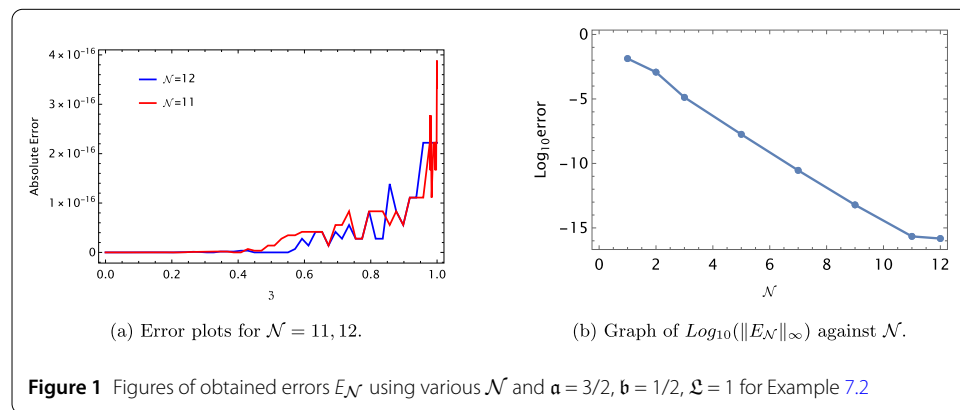 4 × 10⁻¹⁶
3 × 10⁻¹⁶
2 × 10⁻¹⁶
1 × 10⁻¹⁶
0
Absolute Error
𝒩=12
𝒩=11
0.0 0.2 0.4 0.6 0.8 1.0
ʒ
(a) Error plots for 𝒩 = 11, 12.
0
−5
−10
−15
Log₁₀error
0 2 4 6 8 10 12
𝒩
(b) Graph of Log₁₀(‖E_𝒩‖_∞) against 𝒩.
Figure 1 Figures of obtained errors E_𝒩 using various 𝒩 and 𝔞 = 3/2, 𝔟 = 1/2, 𝔏 = 1 for Example 7.2